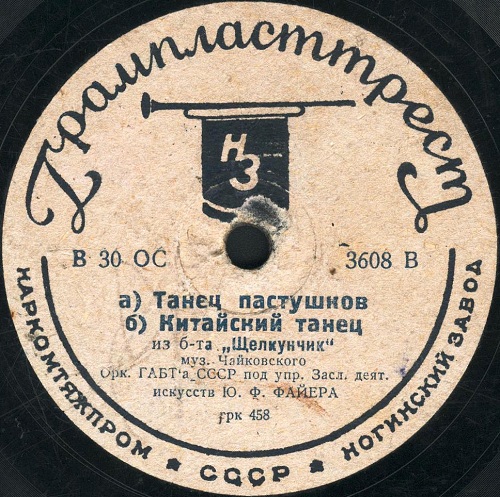 Грампласттрест
НЗ
В 30 ОС 3608 В
а) Танец пастушков
б) Китайский танец
из б-та „Щелкунчик"
муз. Чайковского
Орк. ГАБТ'а СССР под упр. Засл. деят.
искусств Ю. Ф. ФАЙЕРА
грк 458
НАРКОМТЯЖПРОМ ★ СССР ★ НОГИНСКИЙ ЗАВОД